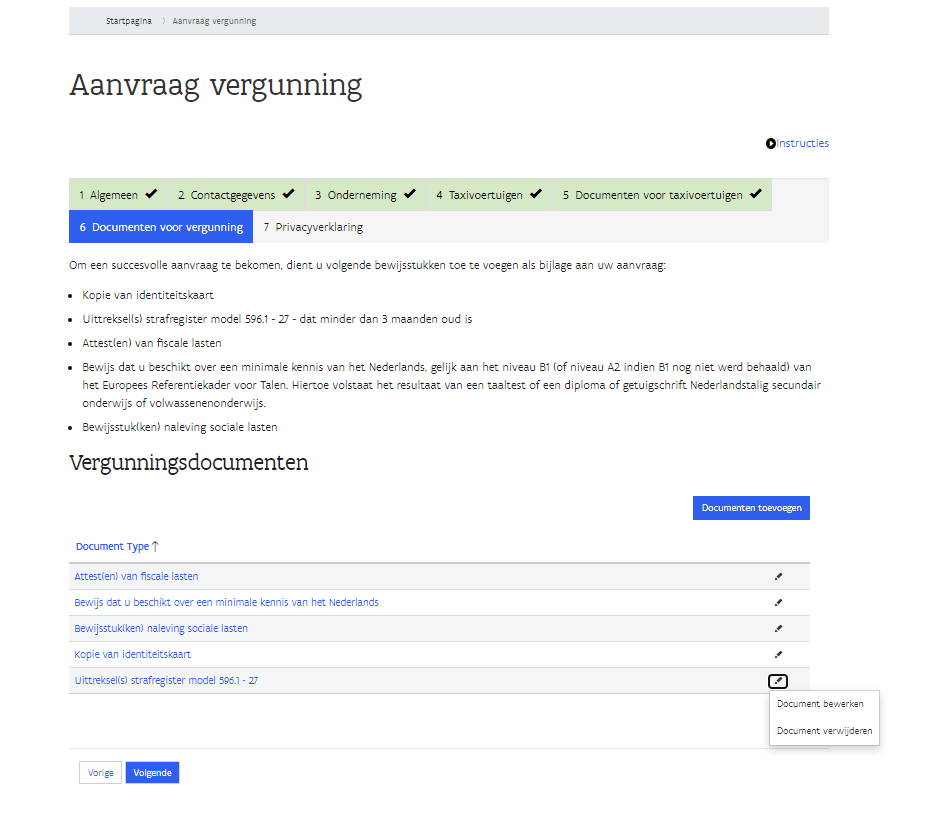 Startpagina 〉 Aanvraag vergunning
Aanvraag vergunning
Instructies
1 Algemeen ✔ 2 Contactgegevens ✔ 3 Onderneming ✔ 4 Taxivoertuigen ✔ 5 Documenten voor taxivoertuigen ✔
6 Documenten voor vergunning 7 Privacyverklaring
Om een succesvolle aanvraag te bekomen, dient u volgende bewijsstukken toe te voegen als bijlage aan uw aanvraag:
• Kopie van identiteitskaart
• Uittreksel(s) strafregister model 596.1 - 27 - dat minder dan 3 maanden oud is
• Attest(en) van fiscale lasten
• Bewijs dat u beschikt over een minimale kennis van het Nederlands, gelijk aan het niveau B1 (of niveau A2 indien B1 nog niet werd behaald) van
het Europees Referentiekader voor Talen. Hiertoe volstaat het resultaat van een taaltest of een diploma of getuigschrift Nederlandstalig secundair
onderwijs of volwassenenonderwijs.
• Bewijsstuk(ken) naleving sociale lasten
Vergunningsdocumenten
Documenten toevoegen
Document Type ↑
Attest(en) van fiscale lasten
Bewijs dat u beschikt over een minimale kennis van het Nederlands
Bewijsstuk(ken) naleving sociale lasten
Kopie van identiteitskaart
Uittreksel(s) strafregister model 596.1 - 27
Document bewerken
Document verwijderen
Vorige Volgende